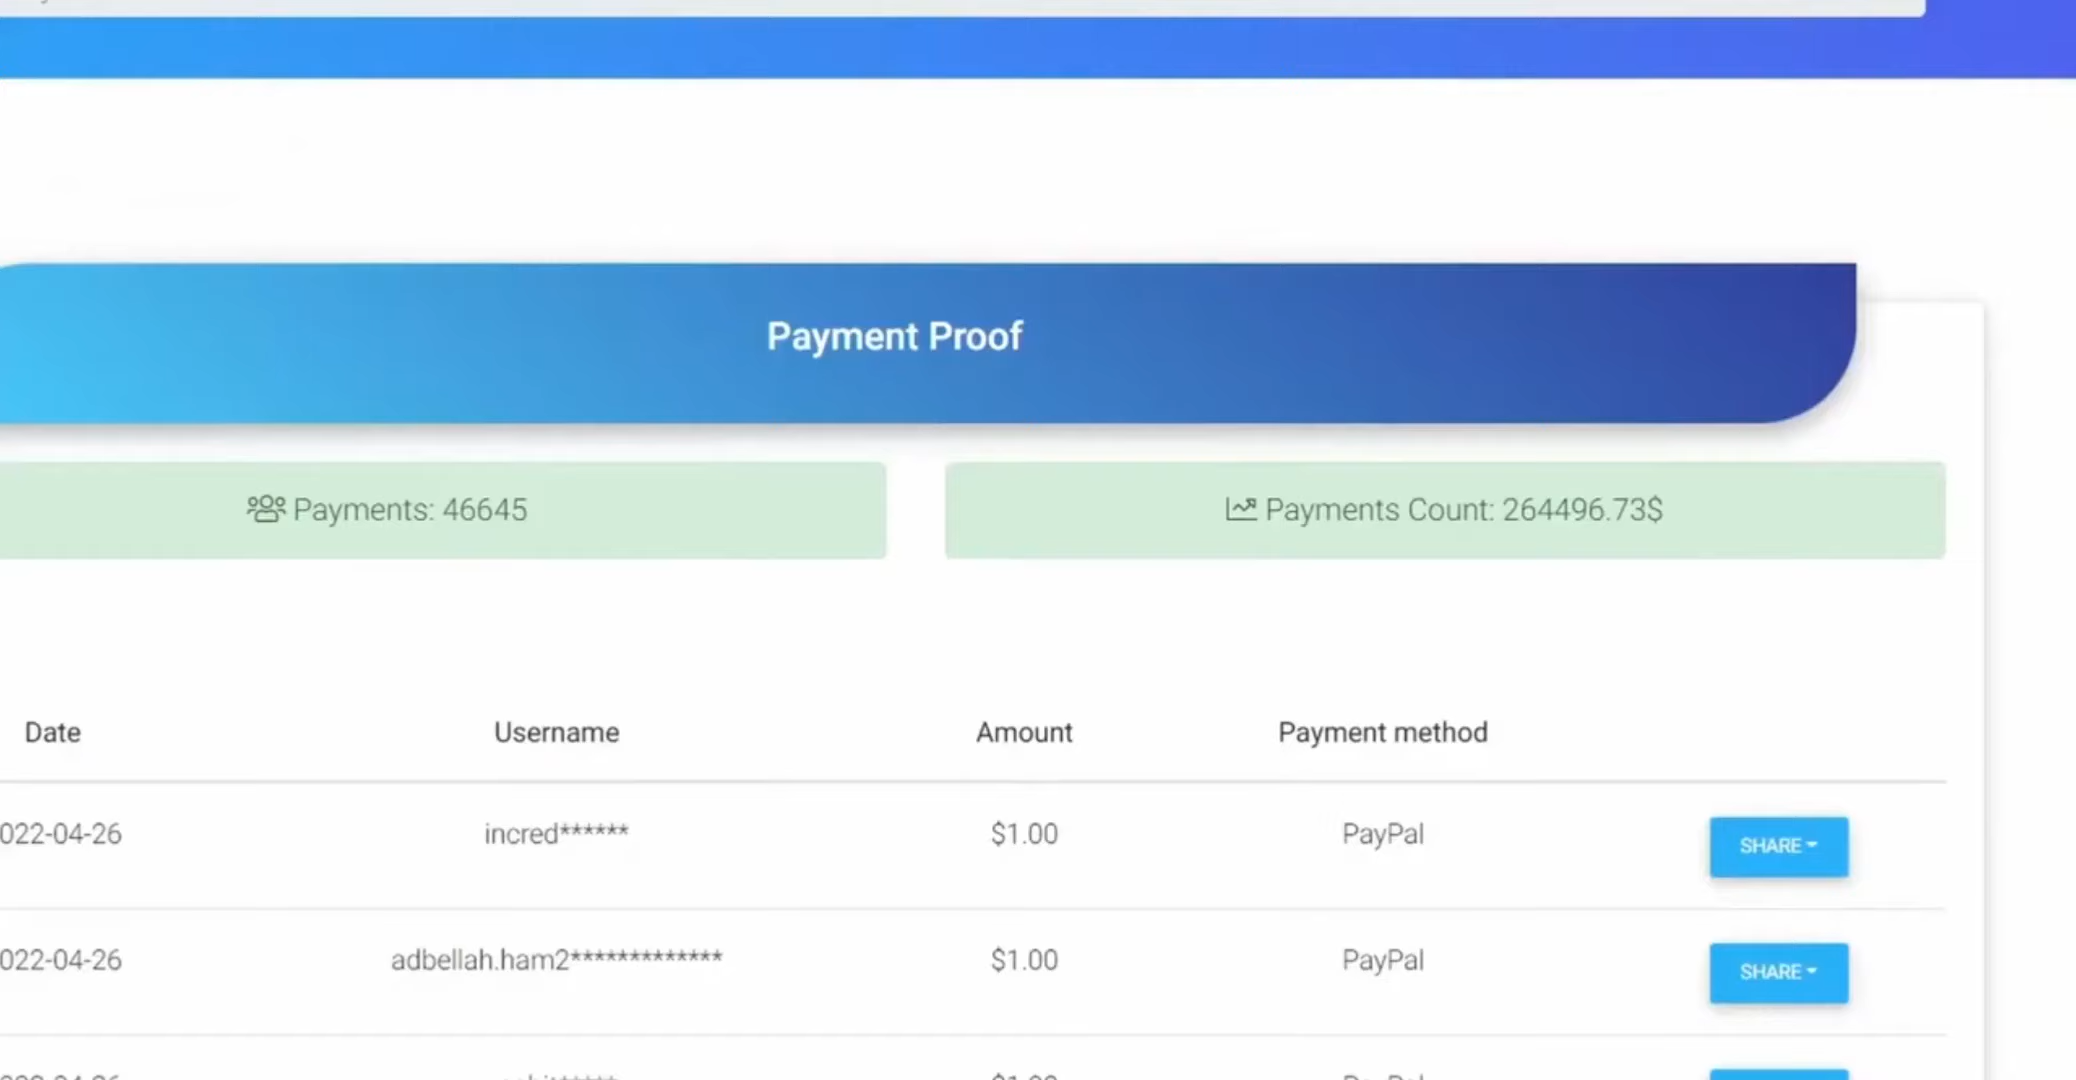 Payment Proof
Payments: 46645
Payments Count: 264496.73$
Date Username Amount Payment method
022-04-26 incred****** $1.00 PayPal SHARE
022-04-26 adbellah.ham2************* $1.00 PayPal SHARE